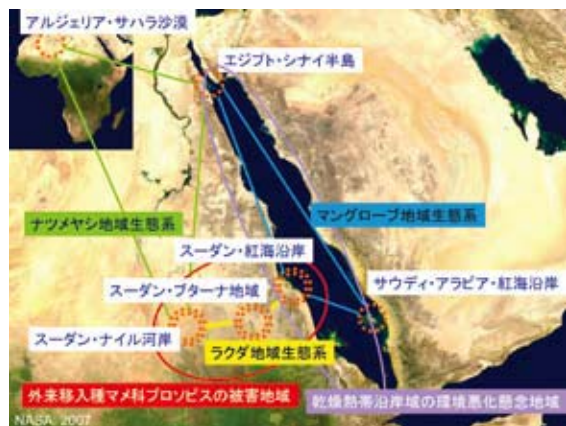 アルジェリア・サハラ沙漠
エジプト・シナイ半島
ナツメヤシ地域生態系
マングローブ地域生態系
スーダン・紅海沿岸
サウディ・アラビア・紅海沿岸
スーダン・ブターナ地域
スーダン・ナイル河岸
ラクダ地域生態系
外来移入種マメ科プロソピスの被害地域
乾燥熱帯沿岸域の環境悪化懸念地域
NASA, 2007